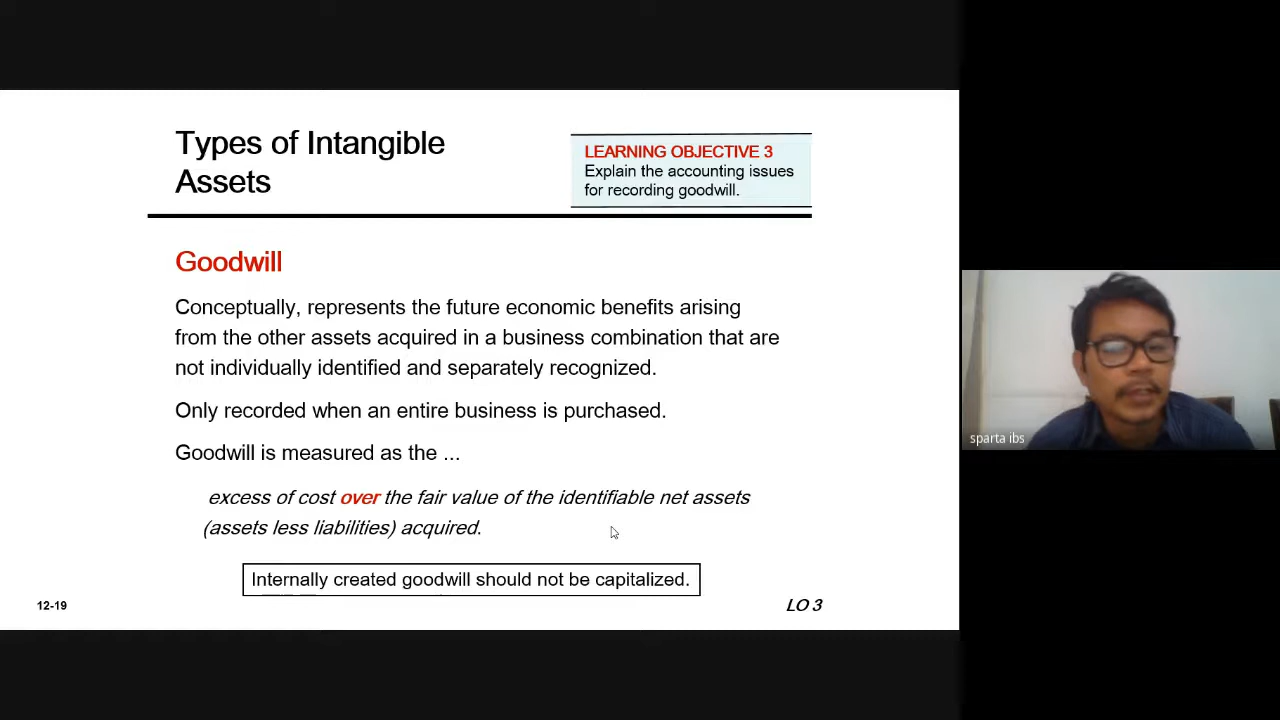 Types of Intangible
Assets
LEARNING OBJECTIVE 3
Explain the accounting issues
for recording goodwill.
Goodwill
Conceptually, represents the future economic benefits arising
from the other assets acquired in a business combination that are
not individually identified and separately recognized.
Only recorded when an entire business is purchased.
Goodwill is measured as the ...
excess of cost over the fair value of the identifiable net assets
(assets less liabilities) acquired.
Internally created goodwill should not be capitalized.
12-19
LO 3
sparta ibs